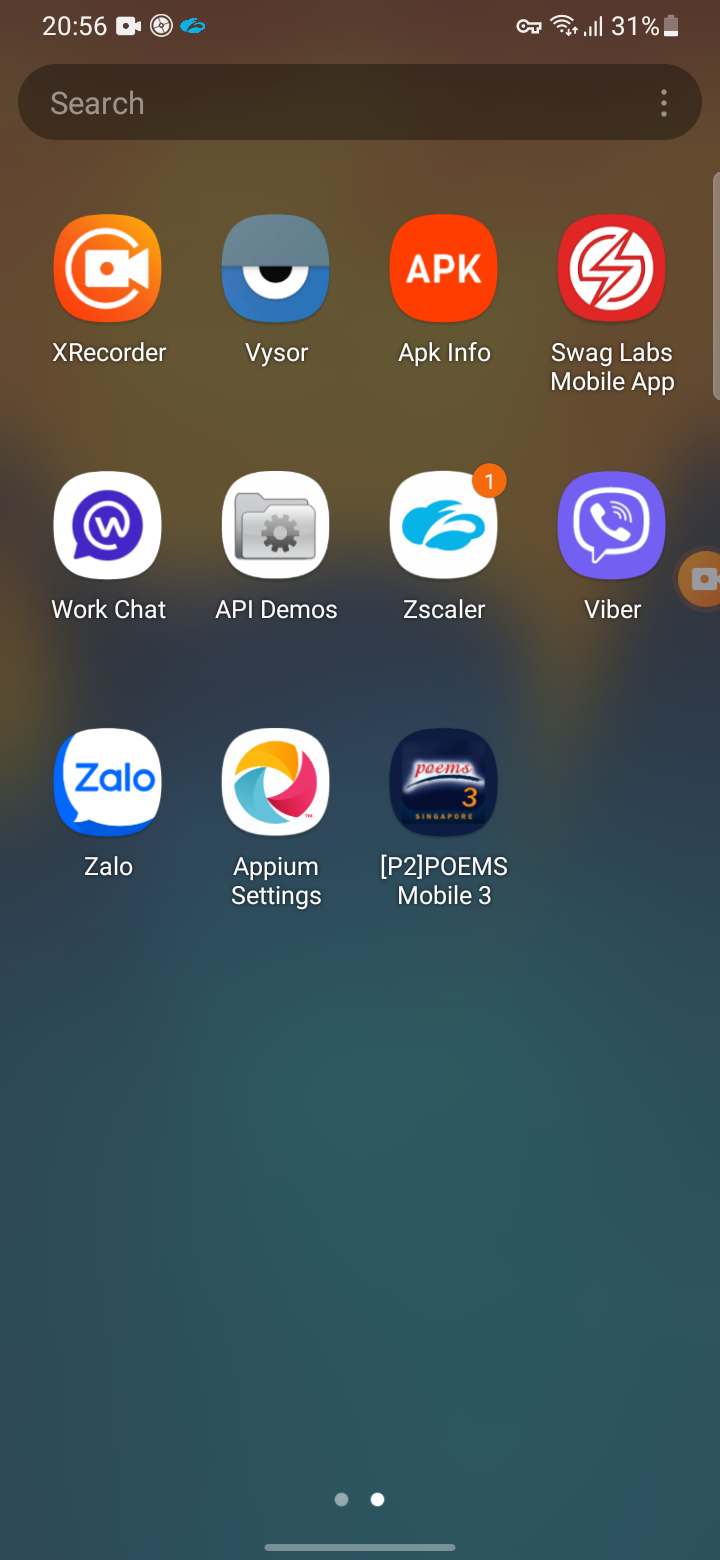 20:56
31%
Search
APK
XRecorder
Vysor
Apk Info
Swag Labs
Mobile App
1
W
Work Chat
API Demos
Zscaler
Viber
Zalo
poems
3
SINGAPORE
TM
Zalo
Appium
Settings
[P2]POEMS
Mobile 3